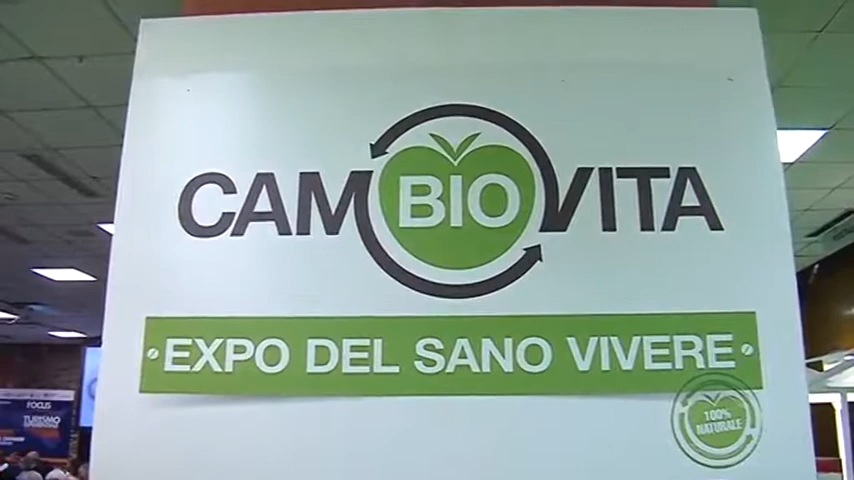 CAMBIOVITA
• EXPO DEL SANO VIVERE •
100%
NATURALE
FOCUS
TURISMO